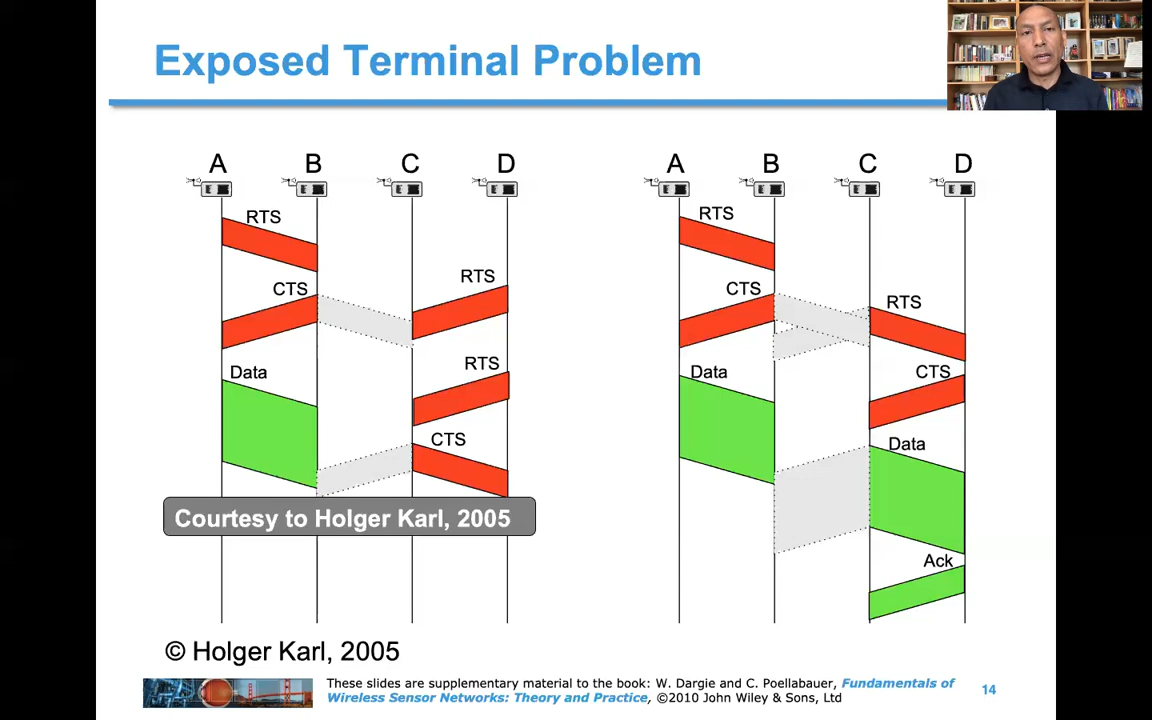 Exposed Terminal Problem
A B C D
A B C D
RTS
RTS
CTS
RTS
CTS
RTS
Data
RTS
Data
CTS
CTS
Data
Courtesy to Holger Karl, 2005
Ack
© Holger Karl, 2005
These slides are supplementary material to the book: W. Dargie and C. Poellabauer, Fundamentals of
Wireless Sensor Networks: Theory and Practice, ©2010 John Wiley & Sons, Ltd
14